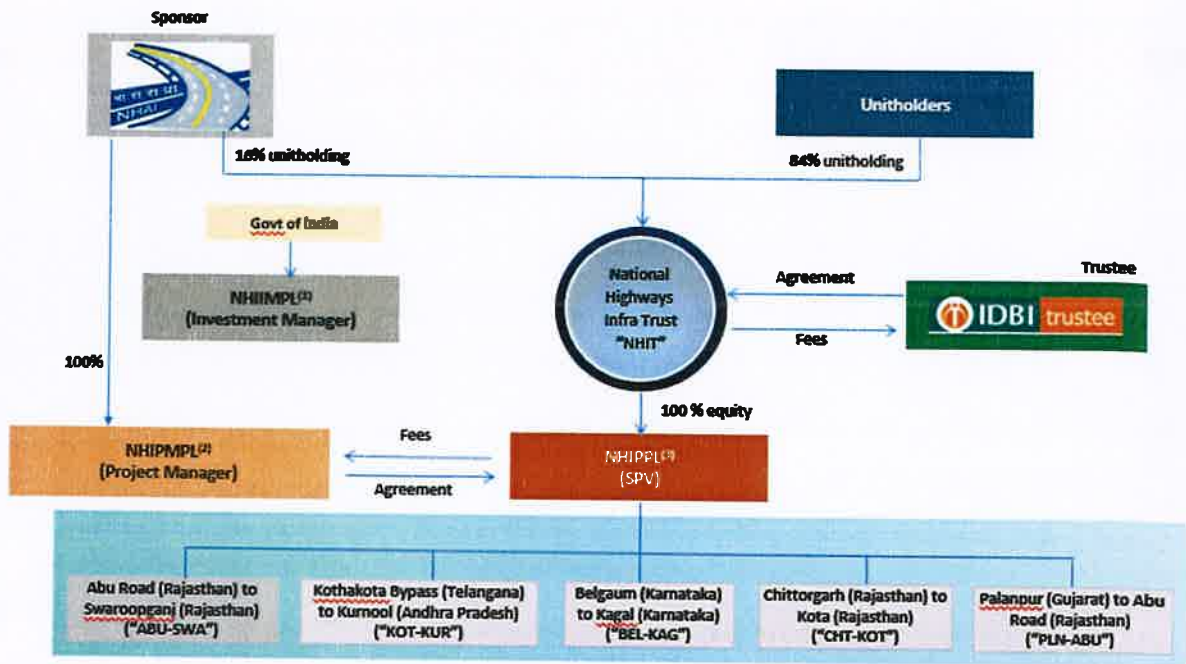 Sponsor
भा रा रा प्रा
NHAI
Unitholders
16% unitholding
84% unitholding
Govt of India
NHIIMPL(1)
(Investment Manager)
National
Highways
Infra Trust
"NHIT"
Agreement
Fees
Trustee
IDBI trustee
100%
100 % equity
NHIPMPL(2)
(Project Manager)
Fees
Agreement
NHIPPL(3)
(SPV)
Abu Road (Rajasthan) to
Swaroopganj (Rajasthan)
("ABU-SWA")
Kothakota Bypass (Telangana)
to Kurnool (Andhra Pradesh)
("KOT-KUR")
Belgaum (Karnataka)
to Kagal (Karnataka)
("BEL-KAG")
Chittorgarh (Rajasthan) to
Kota (Rajasthan)
("CHT-KOT")
Palanpur (Gujarat) to Abu
Road (Rajasthan)
("PLN-ABU")